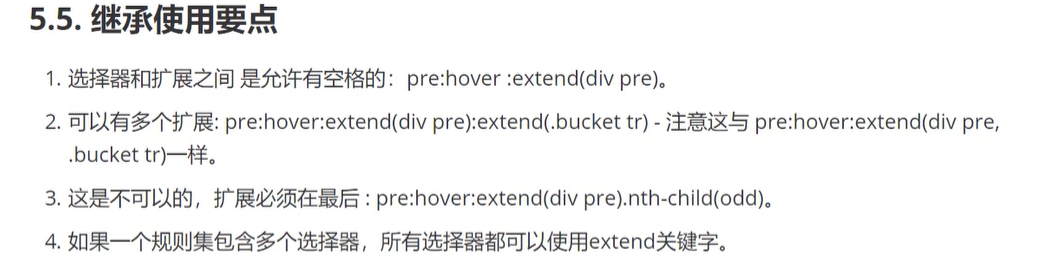 5.5. 继承使用要点
1. 选择器和扩展之间 是允许有空格的：pre:hover :extend(div pre)。
2. 可以有多个扩展: pre:hover:extend(div pre):extend(.bucket tr) - 注意这与 pre:hover:extend(div pre,
.bucket tr)一样。
3. 这是不可以的，扩展必须在最后 : pre:hover:extend(div pre).nth-child(odd)。
4. 如果一个规则集包含多个选择器，所有选择器都可以使用extend关键字。